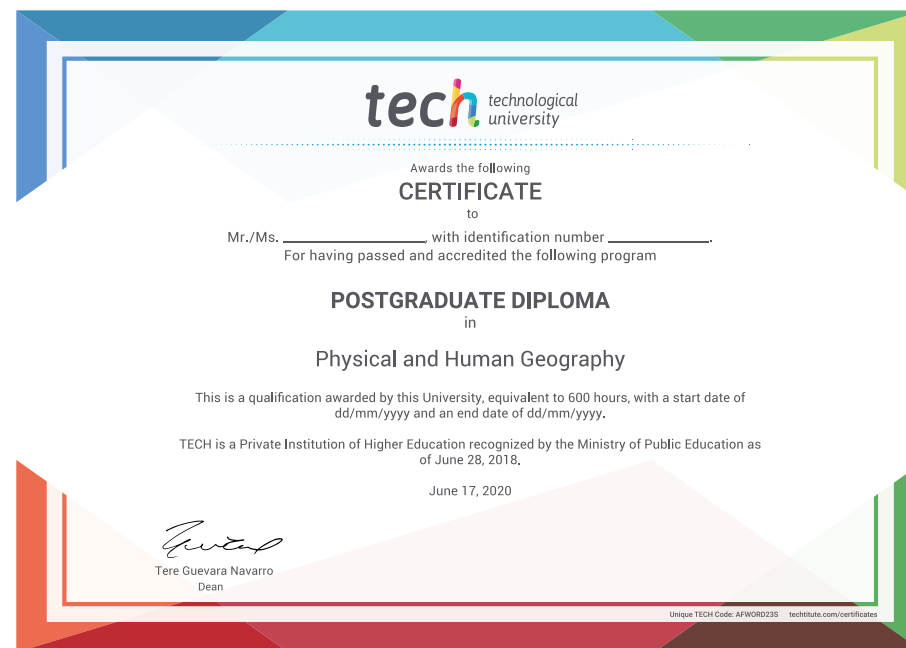 tech technological
university
Awards the following
CERTIFICATE
to
Mr./Ms. ____________________, with identification number ______________.
For having passed and accredited the following program
POSTGRADUATE DIPLOMA
in
Physical and Human Geography
This is a qualification awarded by this University, equivalent to 600 hours, with a start date of
dd/mm/yyyy and an end date of dd/mm/yyyy.
TECH is a Private Institution of Higher Education recognized by the Ministry of Public Education as
of June 28, 2018.
June 17, 2020
Tere Guevara Navarro
Dean
Unique TECH Code: AFWORD23S techtitute.com/certificates